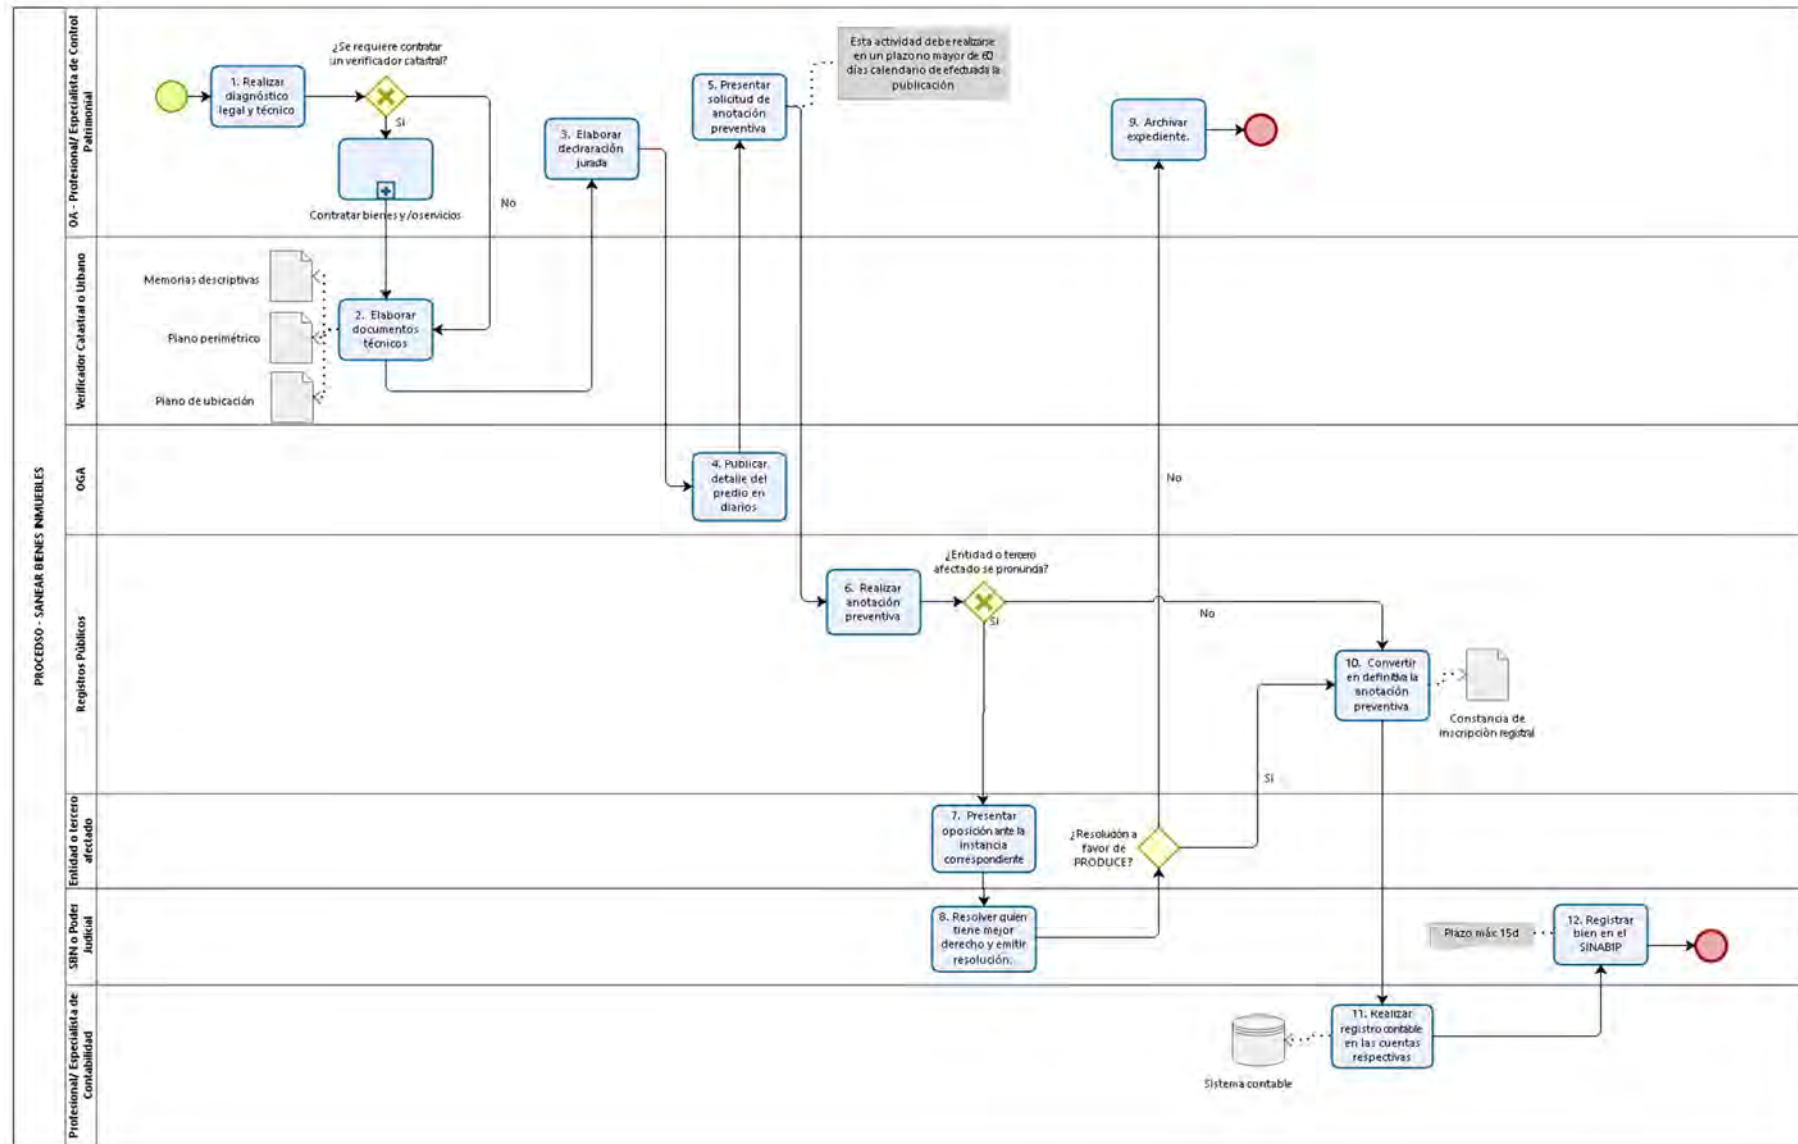 PROCEDSO - SANEAR BIENES INMUEBLES
OA - Profesional/ Especialista de Control
Patrimonial
¿Se requiere contratar
un verificador catastral?
1. Realizar
diagnóstico
legal y técnico
Si
No
Contratar bienes y /o servicios
3. Elaborar
declraración
jurada
5. Presentar
solicitud de
anotación
preventiva
Esta actividad debe realizarse
en un plazo no mayor de 60
días calendario de efectuada la
publicación
9. Archivar
expediente.
Verificador Catastral o Urbano
Memorias descriptivas
Plano perimétrico
Plano de ubicación
2. Elaborar
documentos
técnicos
OGA
4. Publicar
detalle del
predio en
diarios
No
Registros Públicos
6. Realizar
anotación
preventiva
¿Entidad o tercero
afectado se pronuncia?
Si
No
10. Convertir
en definitiva la
anotación
preventiva
Constancia de
inscripción registral
Si
Entidad o tercero
afectado
7. Presentar
oposición ante la
instancia
correspondiente
¿Resolución a
favor de
PRODUCE?
SBN o Poder
Judicial
8. Resolver quien
tiene mejor
derecho y emitir
resolución.
Plazo máx 15d
12. Registrar
bien en el
SINABIP
Profesional/ Especialista de
Contabilidad
11. Realizar
registro contable
en las cuentas
respectivas
Sistema contable